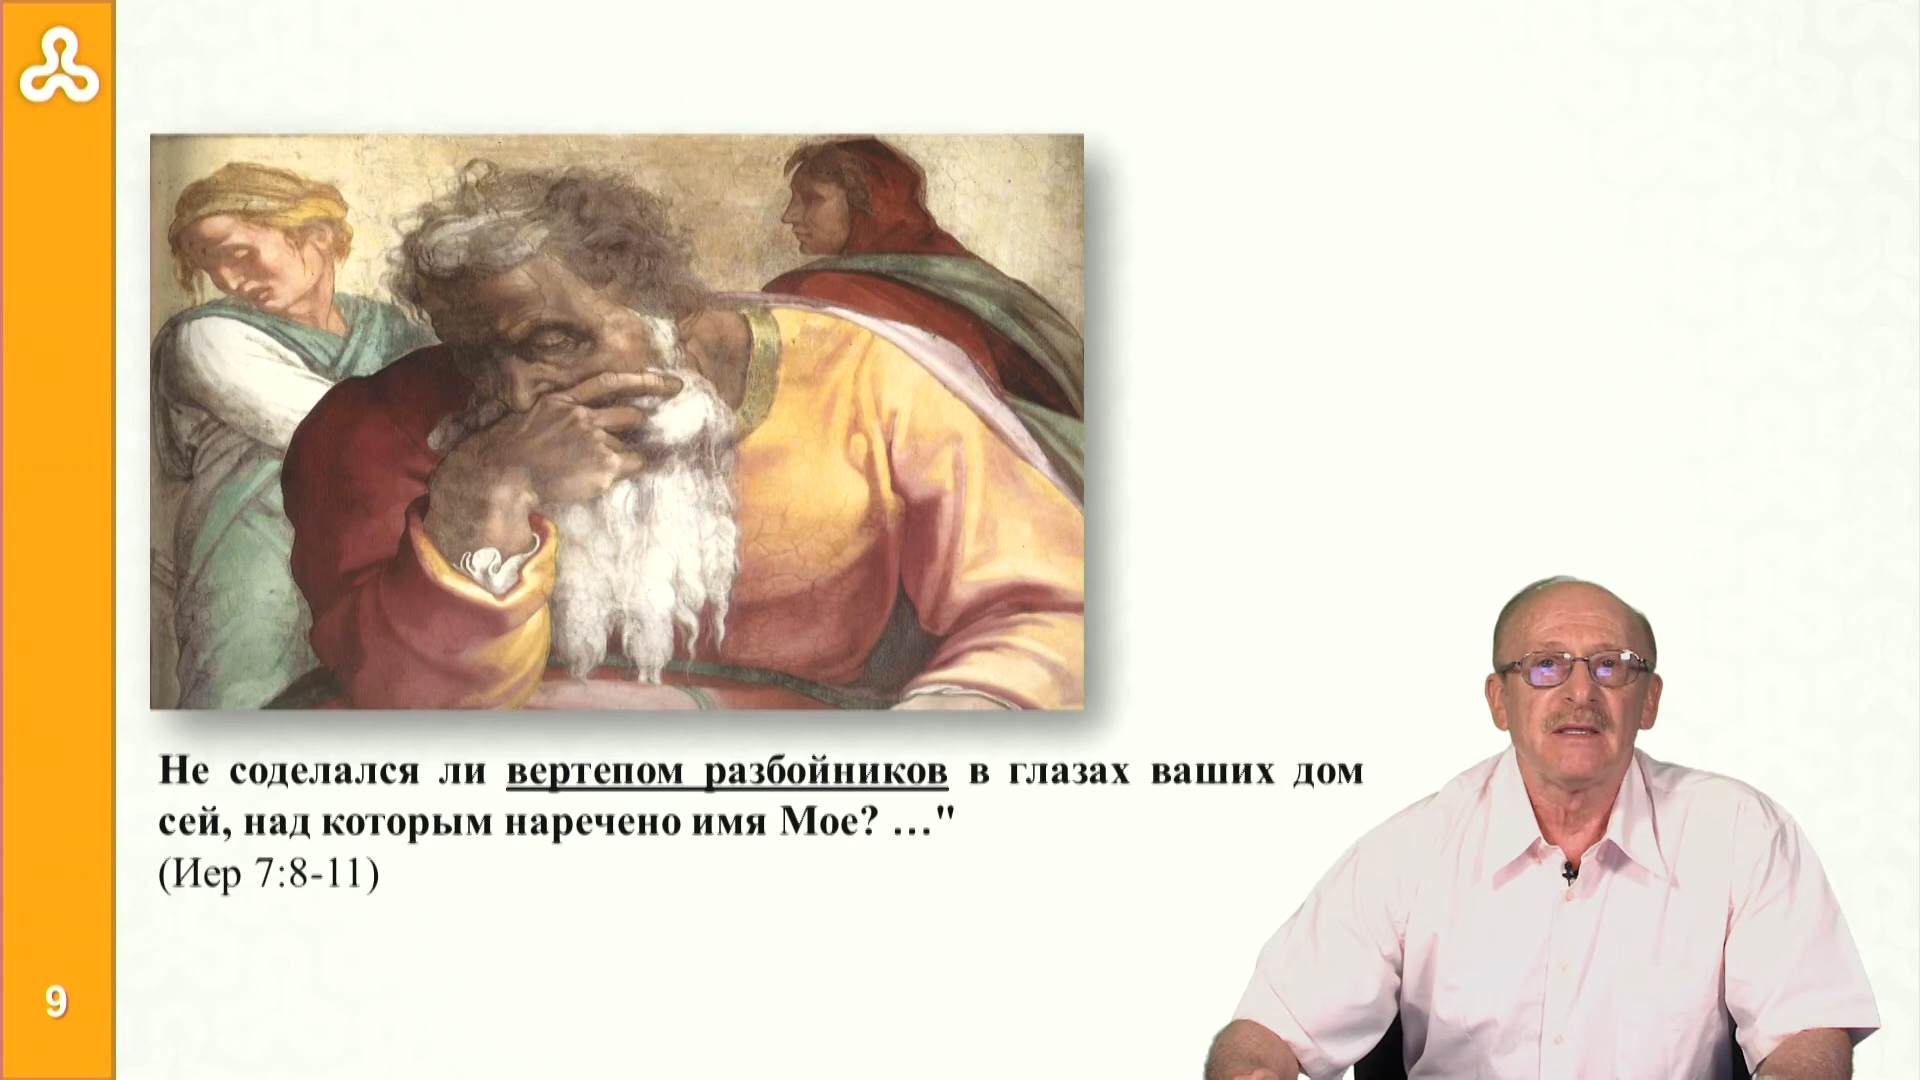 Не соделался ли вертепом разбойников в глазах ваших дом
сей, над которым наречено имя Мое? …"
(Иер 7:8-11)
9